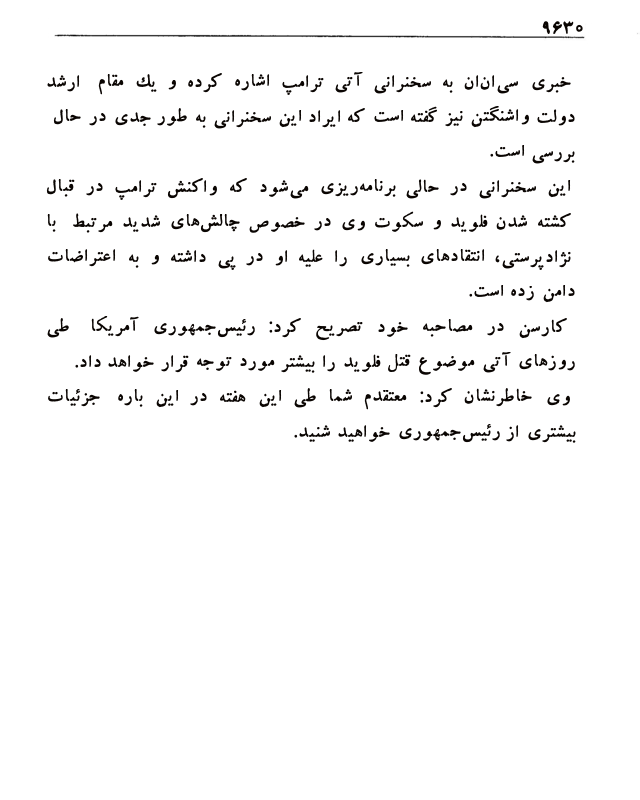 ۹۶۳۰
خبری سی‌ان‌ان به سخنرانی آتی ترامپ اشاره کرده و یك مقام ارشد
دولت واشنگتن نیز گفته است که ایراد این سخنرانی به طور جدی در حال
بررسی است.
این سخنرانی در حالی برنامه‌ریزی می‌شود که واکنش ترامپ در قبال
کشته شدن فلوید و سکوت وی در خصوص چالش‌های شدید مرتبط با
نژادپرستی، انتقادهای بسیاری را علیه او در پی داشته و به اعتراضات
دامن زده است.
کارسن در مصاحبه خود تصریح کرد: رئیس‌جمهوری آمریکا طی
روزهای آتی موضوع قتل فلوید را بیشتر مورد توجه قرار خواهد داد.
وی خاطرنشان کرد: معتقدم شما طی این هفته در این باره جزئیات
بیشتری از رئیس‌جمهوری خواهید شنید.